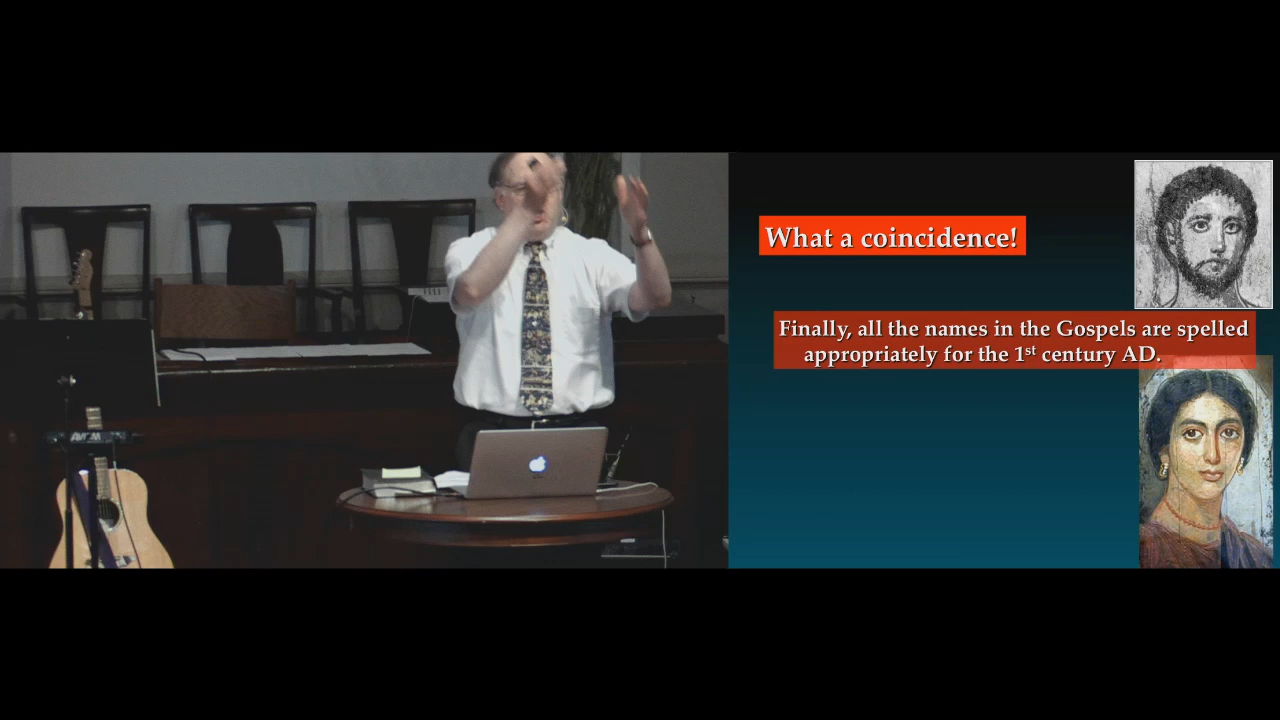 What a coincidence!
Finally, all the names in the Gospels are spelled
appropriately for the 1st century AD.